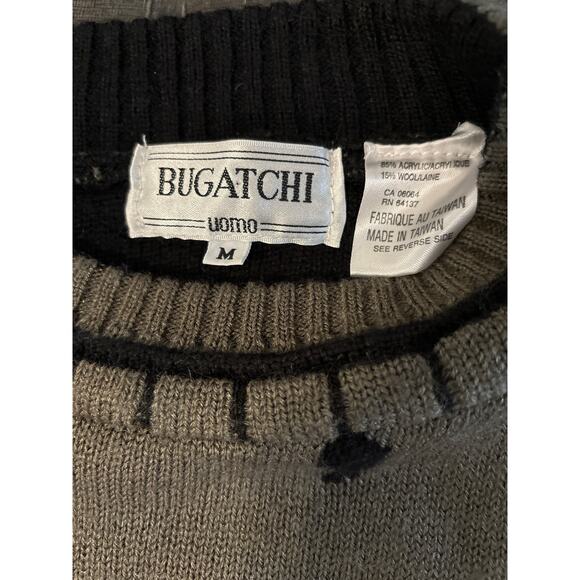 BUGATCHI
uomo
M
85% ACRYLIC/ACRYLIQUE
15% WOOL/LAINE
CA 06064
RN 64137
FABRIQUE AU TAIWAN
MADE IN TAIWAN
SEE REVERSE SIDE